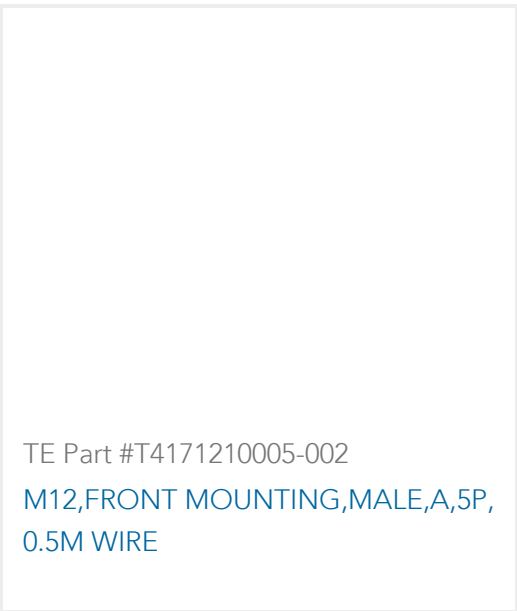 TE Part #T4171210005-002
M12,FRONT MOUNTING,MALE,A,5P,
0.5M WIRE